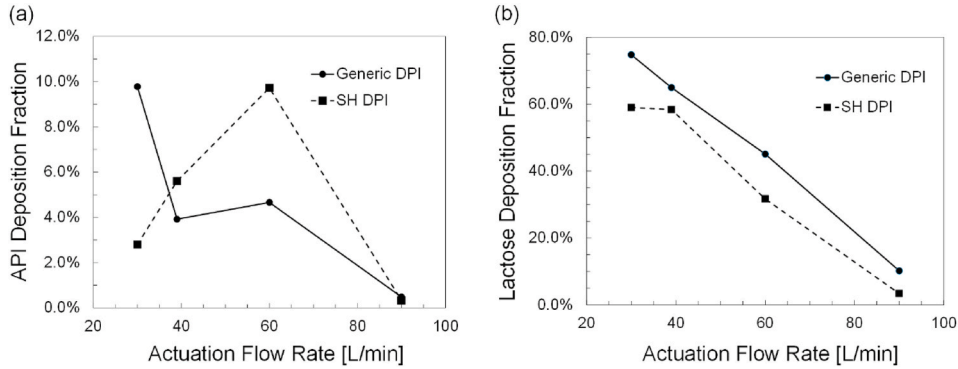 (a)
12.0%
10.0%
8.0%
6.0%
4.0%
2.0%
0.0%
20
40
60
80
100
API Deposition Fraction
Actuation Flow Rate [L/min]
Generic DPI
SH DPI
(b)
80.0%
60.0%
40.0%
20.0%
0.0%
20
40
60
80
100
Lactose Deposition Fraction
Actuation Flow Rate [L/min]
Generic DPI
SH DPI